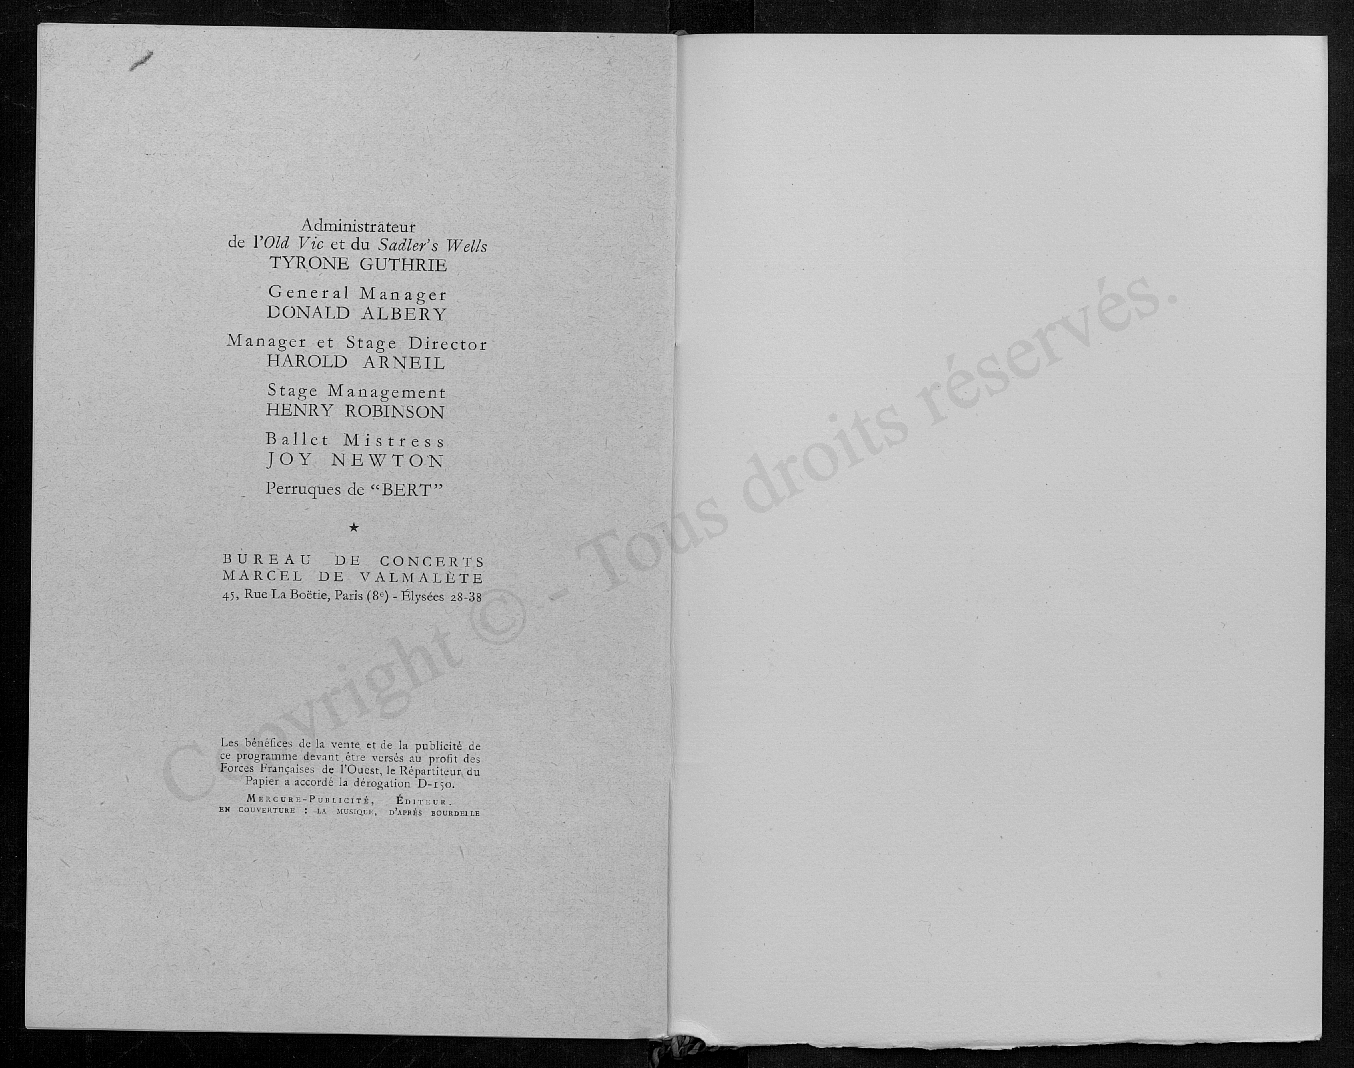 Administrateur
de l'Old Vic et du Sadler's Wells
TYRONE GUTHRIE
General Manager
DONALD ALBERY
Manager et Stage Director
HAROLD ARNEIL
Stage Management
HENRY ROBINSON
Ballet Mistress
JOY NEWTON
Perruques de “BERT”
★
BUREAU DE CONCERTS
MARCEL DE VALMALÈTE
45, Rue La Boëtie, Paris (8e) - Élysées 28-38
Les bénéfices de la vente et de la publicité de
ce programme devant être versés au profit des
Forces Françaises de l'Ouest, le Répartiteur du
Papier a accordé la dérogation D-150.
MERCURE-PUBLICITÉ, ÉDITEUR.
EN COUVERTURE : LA MUSIQUE, D'APRÈS BOURDELLE
Copyright © - Tous droits réservés.